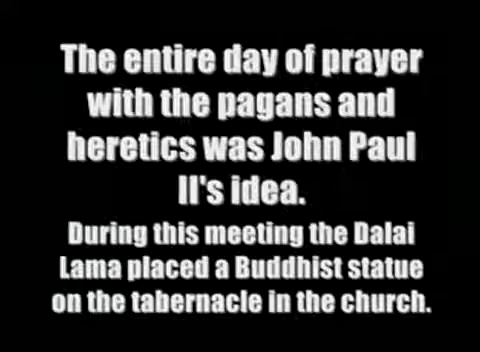 The entire day of prayer
with the pagans and
heretics was John Paul
II's idea.
During this meeting the Dalai
Lama placed a Buddhist statue
on the tabernacle in the church.